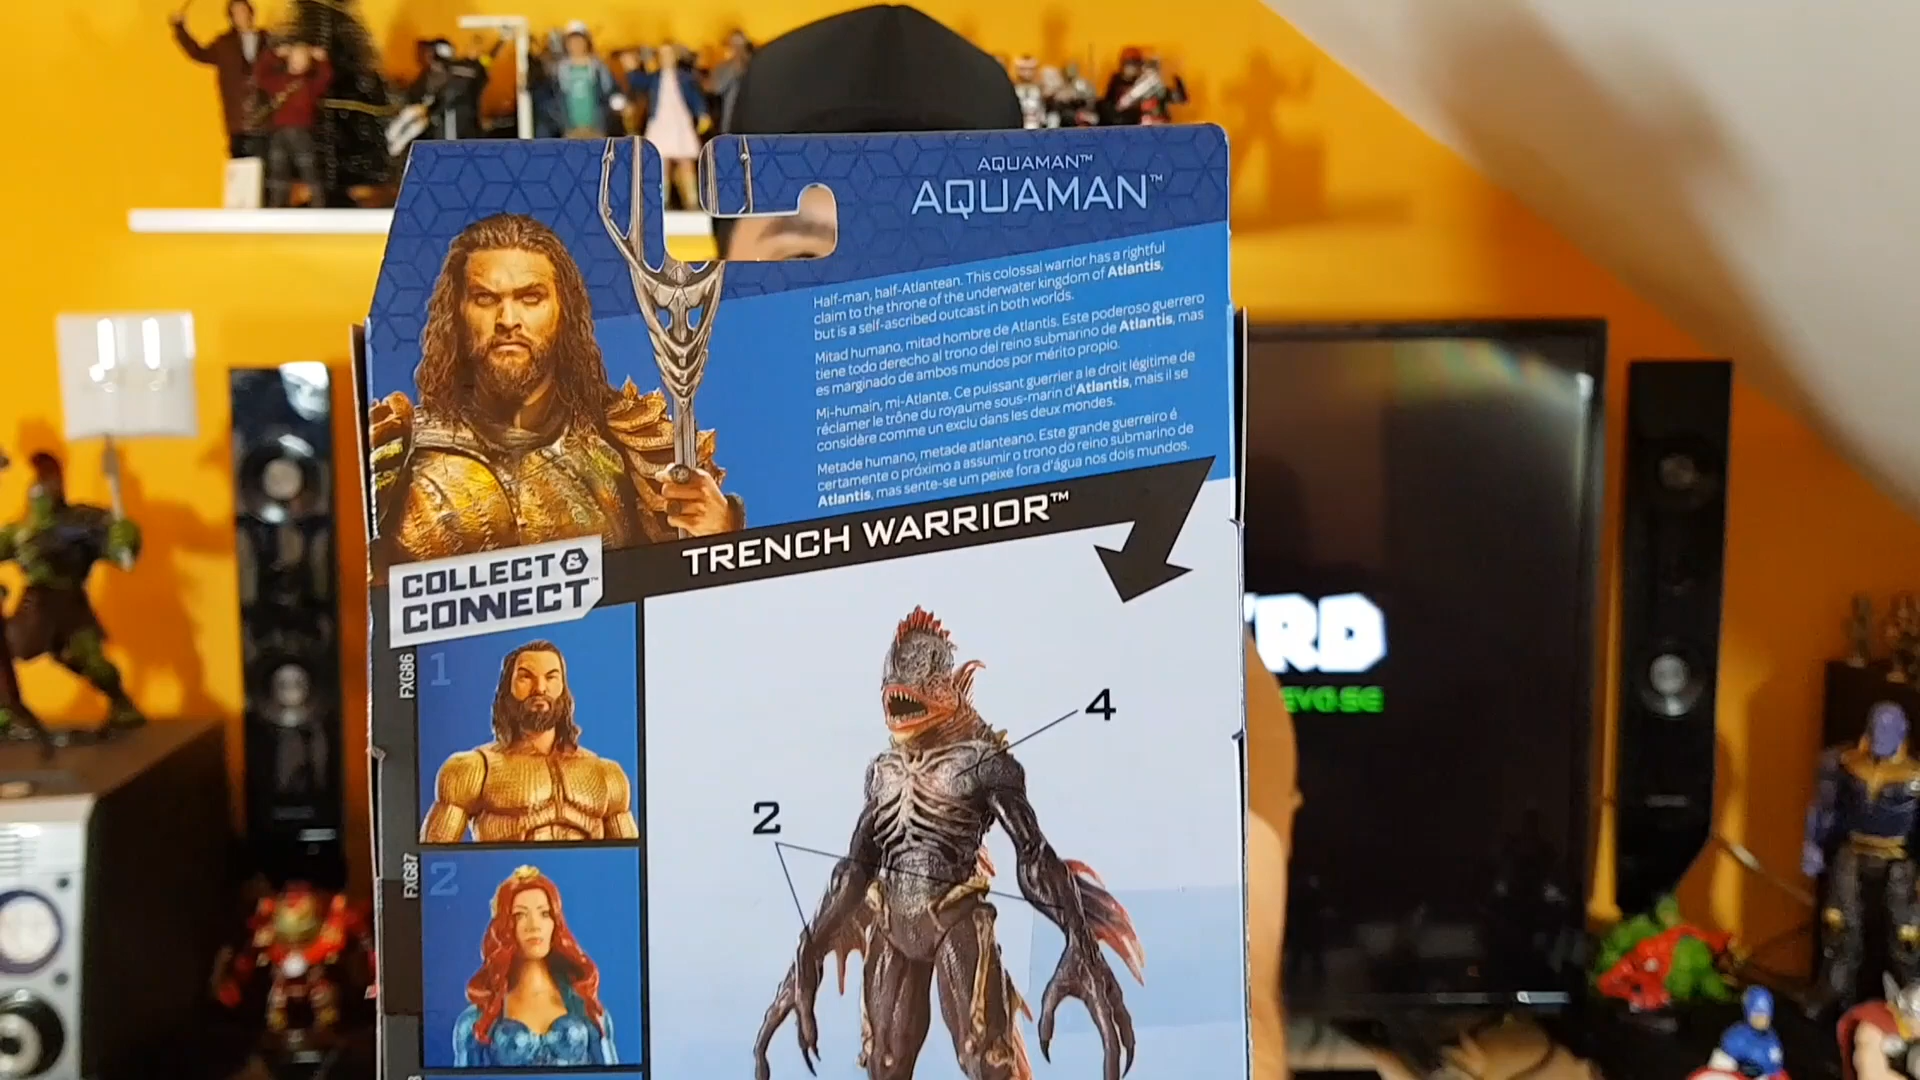 AQUAMAN™
AQUAMAN™
Half-man, half-Atlantean. This colossal warrior has a rightful
claim to the throne of the underwater kingdom of Atlantis,
but is a self-ascribed outcast in both worlds.
Mitad humano, mitad hombre de Atlantis. Este poderoso guerrero
tiene todo derecho al trono del reino submarino de Atlantis, mas
es marginado de ambos mundos por mérito propio.
Mi-humain, mi-Atlante. Ce puissant guerrier a le droit légitime de
réclamer le trône du royaume sous-marin d'Atlantis, mais il se
considère comme un exclu dans les deux mondes.
Metade humano, metade atlanteano. Este grande guerreiro é
certamente o próximo a assumir o trono do reino submarino de
Atlantis, mas sente-se um peixe fora d'água nos dois mundos.
TRENCH WARRIOR™
COLLECT &
CONNECT™
FXG86
1
4
2
FXG87
2